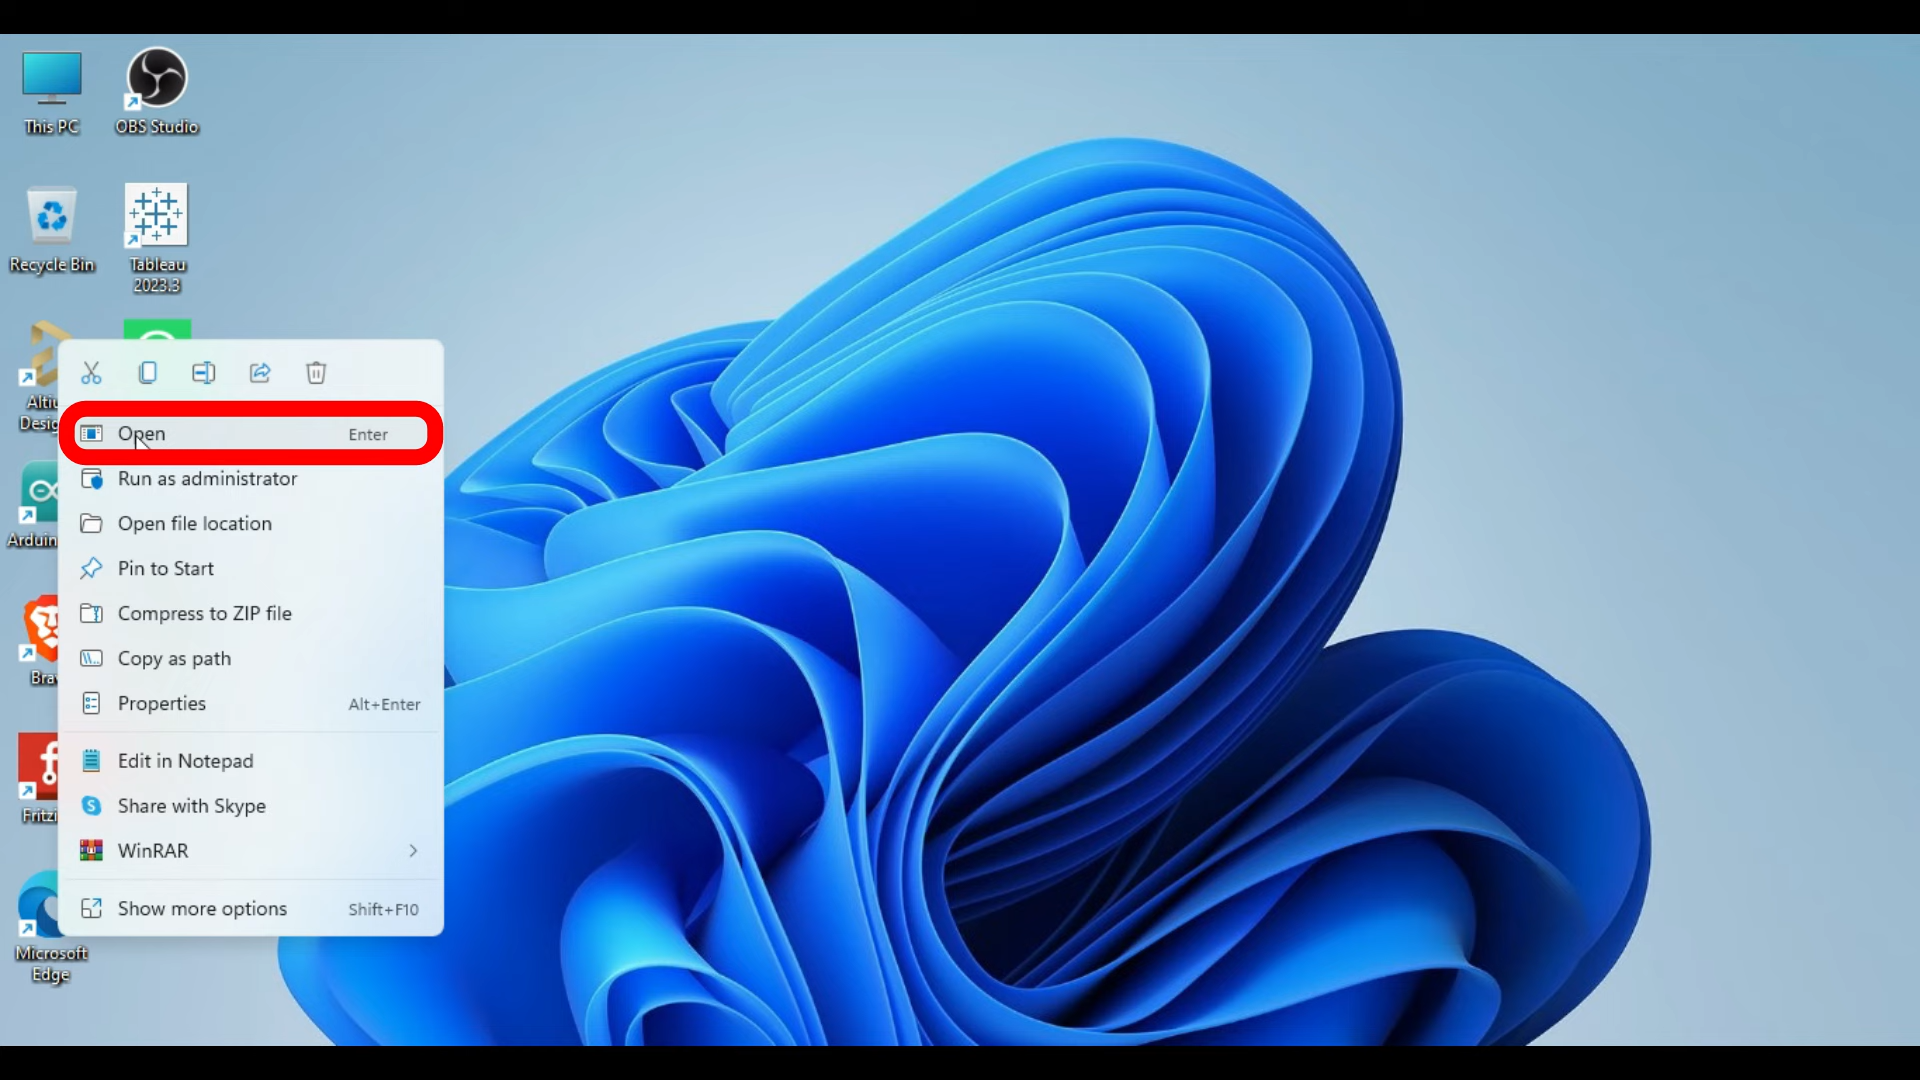 This PC
OBS Studio
Recycle Bin
Tableau
2023.3
Open Enter
Run as administrator
Open file location
Pin to Start
Compress to ZIP file
Copy as path
Properties Alt+Enter
Edit in Notepad
Share with Skype
WinRAR
Show more options Shift+F10
Microsoft
Edge